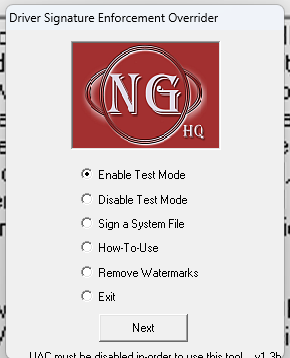 Driver Signature Enforcement Overrider
NG
HQ
Enable Test Mode
Disable Test Mode
Sign a System File
How-To-Use
Remove Watermarks
Exit
Next
UAC must be disabled in-order to use this tool. v1.3b